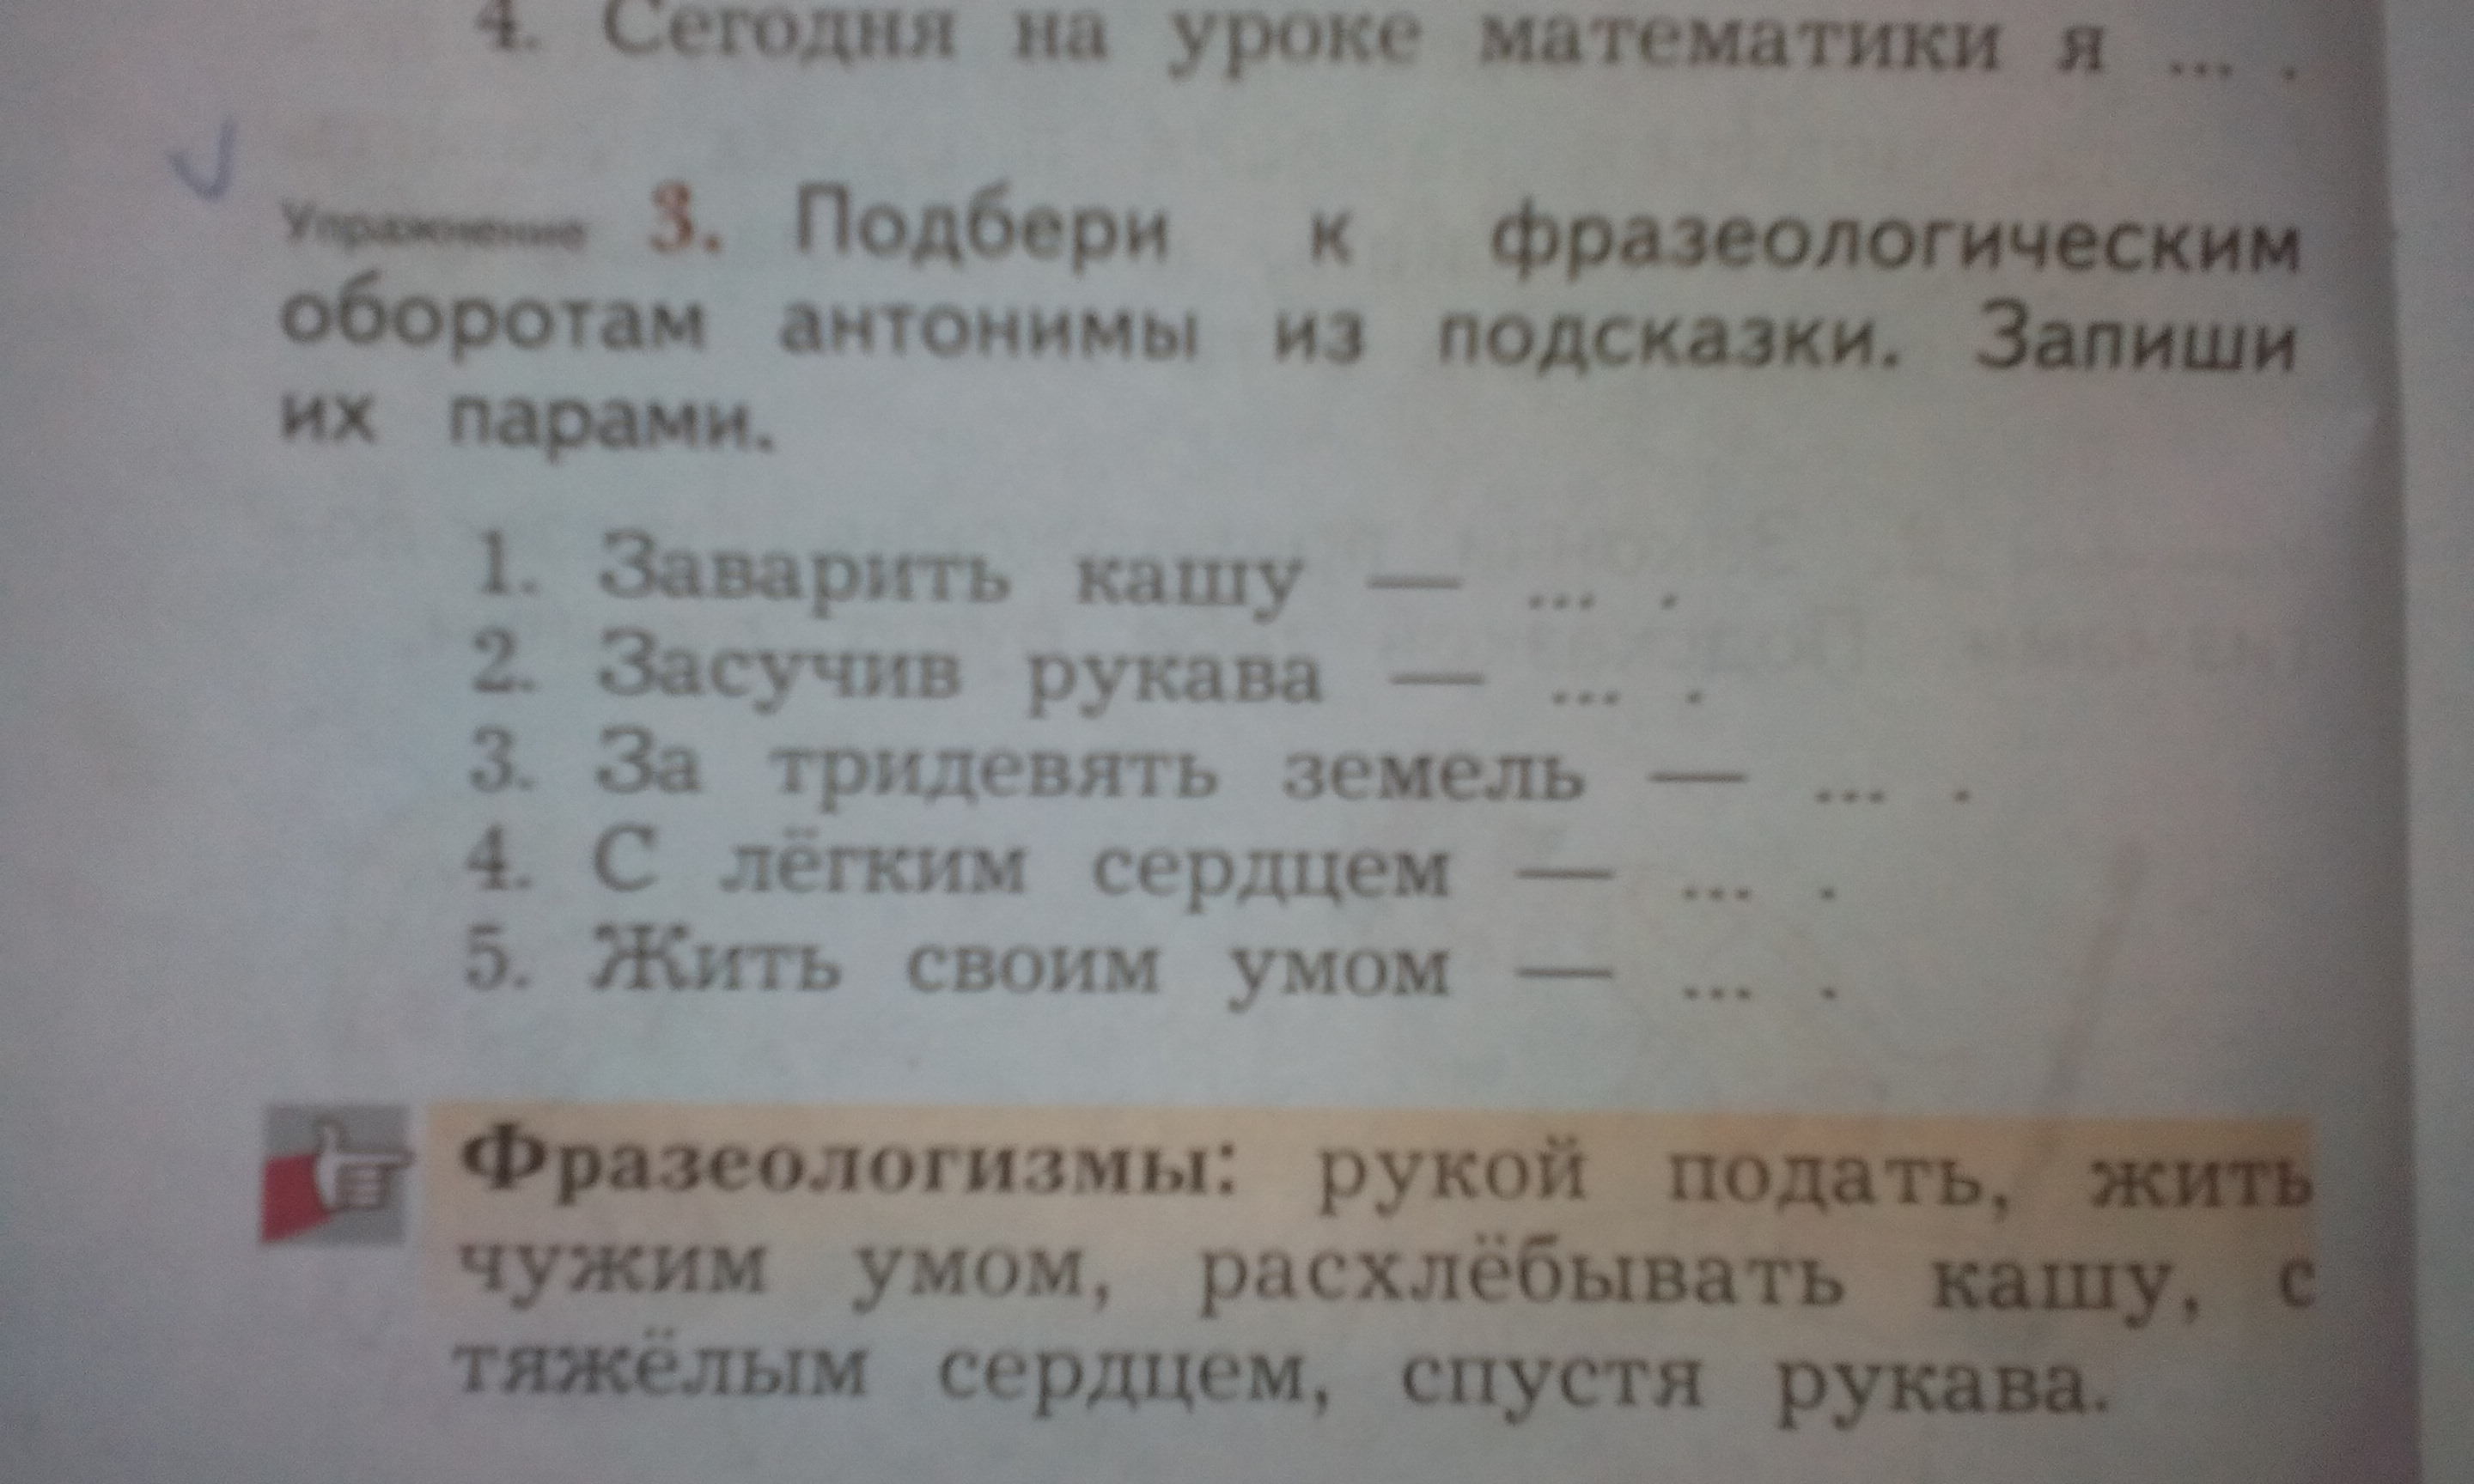 4. Сегодня на уроке математики я ... .
Упражнение 3. Подбери к фразеологическим
оборотам антонимы из подсказки. Запиши
их парами.
1. Заварить кашу — ... .
2. Засучив рукава — ... .
3. За тридевять земель — ... .
4. С лёгким сердцем — ... .
5. Жить своим умом — ... .
Фразеологизмы: рукой подать, жить
чужим умом, расхлёбывать кашу, с
тяжёлым сердцем, спустя рукава.